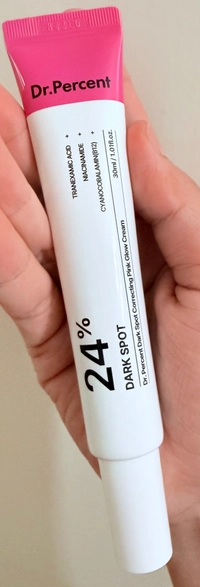 Dr.Percent
TRANEXAMIC ACID +
NIACINAMIDE +
CYANOCOBALAMIN(B12) +
30ml / 1.01fl.oz.
24%
DARK SPOT
Dr. Percent Dark Spot Correcting Pink Glow Cream